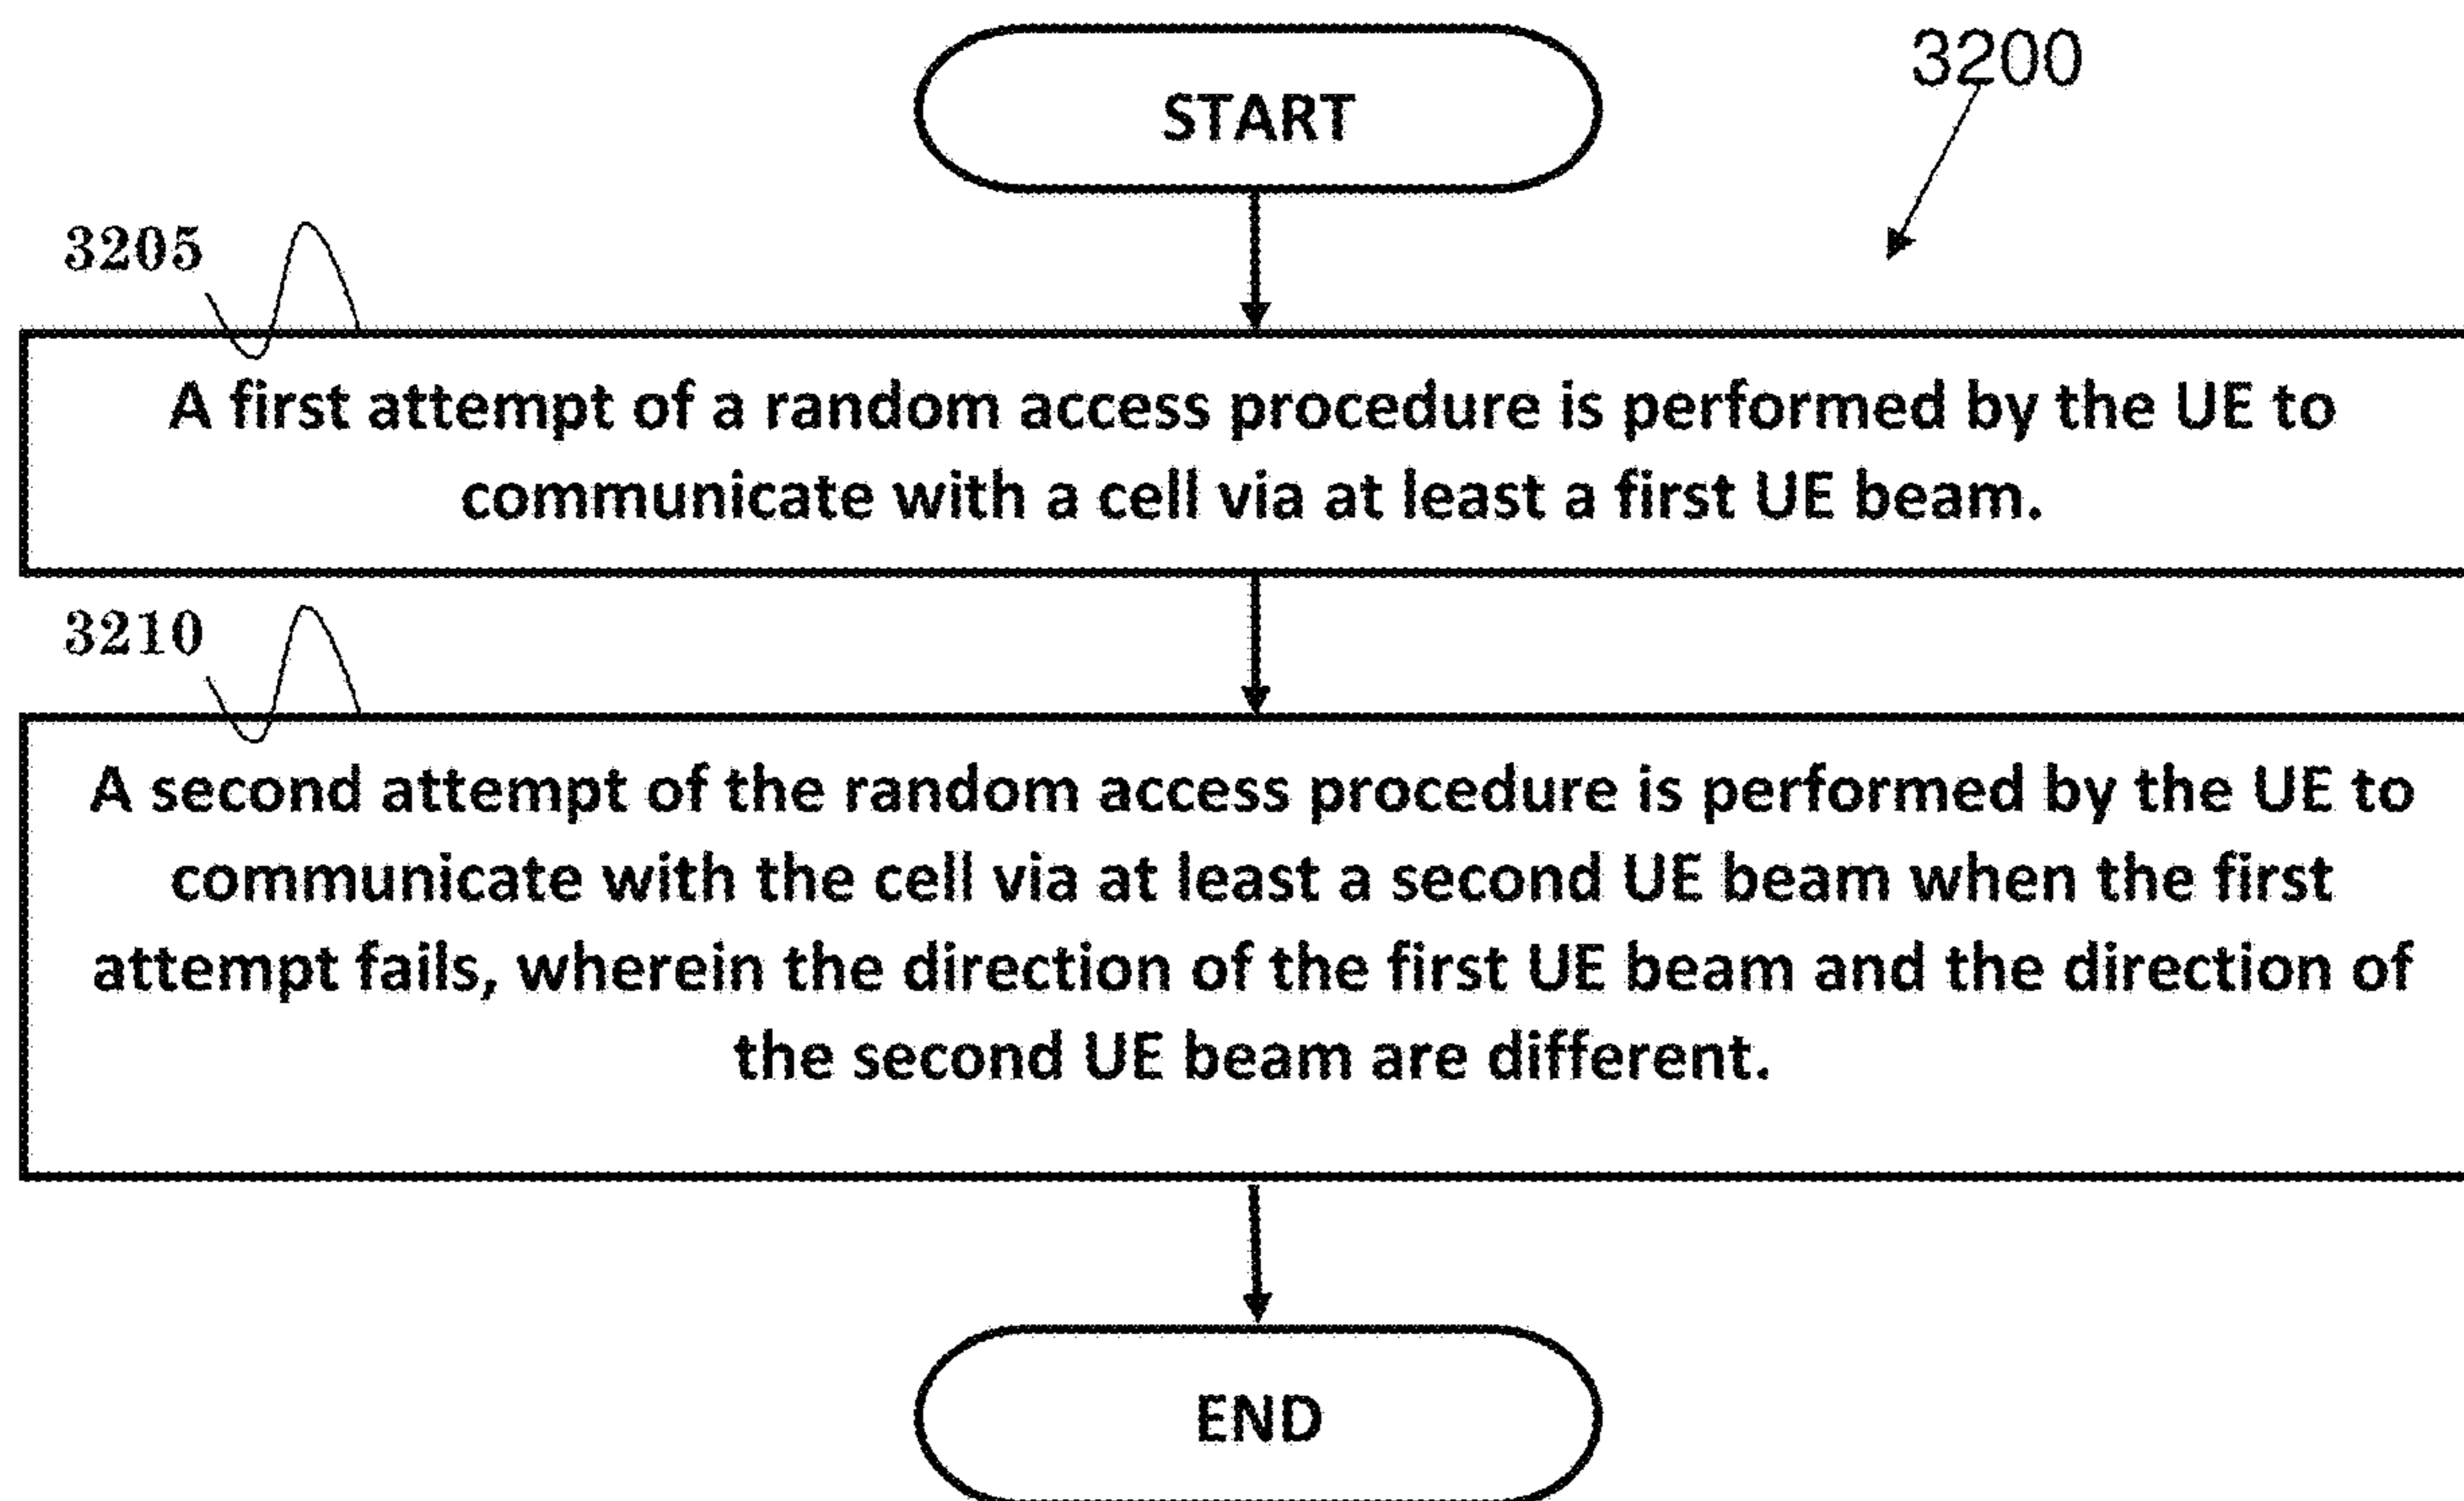 START
3200
3205
A first attempt of a random access procedure is performed by the UE to
communicate with a cell via at least a first UE beam.
3210
A second attempt of the random access procedure is performed by the UE to
communicate with the cell via at least a second UE beam when the first
attempt fails, wherein the direction of the first UE beam and the direction of
the second UE beam are different.
END